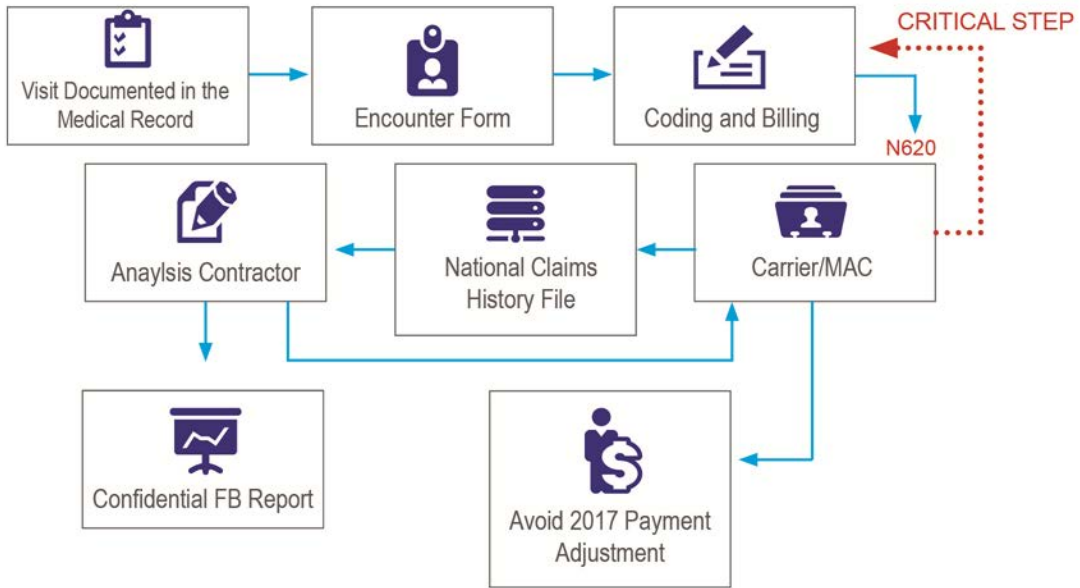 CRITICAL STEP
Visit Documented in the
Medical Record
Encounter Form
Coding and Billing
N620
Anaylsis Contractor
National Claims
History File
Carrier/MAC
Confidential FB Report
Avoid 2017 Payment
Adjustment